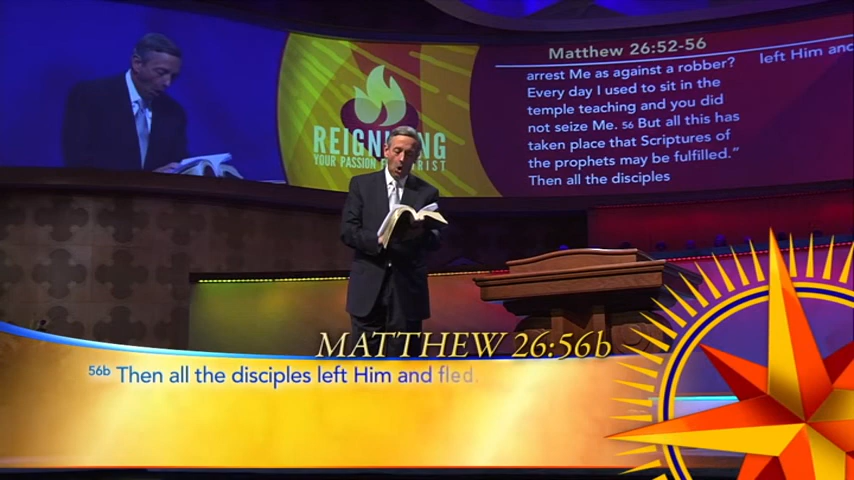 Matthew 26:52-56
arrest Me as against a robber?
Every day I used to sit in the
temple teaching and you did
not seize Me. 56 But all this has
taken place that Scriptures of
the prophets may be fulfilled.”
Then all the disciples
left Him and
REIGNI NG
YOUR PASSION F RIST
MATTHEW 26:56b
56b Then all the disciples left Him and fled.